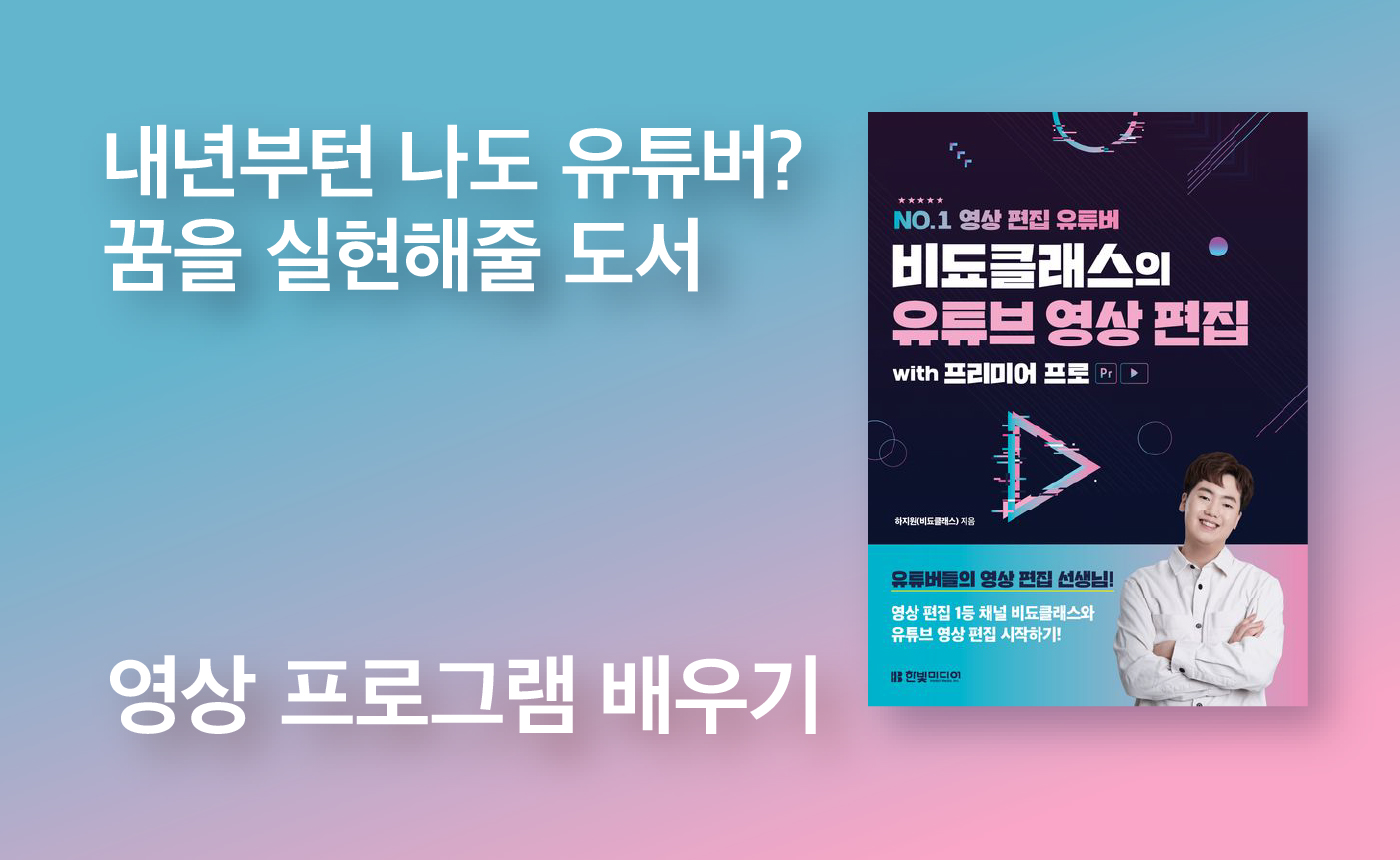 내년부턴 나도 유튜버?
꿈을 실현해줄 도서
영상 프로그램 배우기
NO.1 영상 편집 유튜버
비됴클래스의
유튜브 영상 편집
with 프리미어 프로 Pr
하지원(비됴클래스) 지음
유튜버들의 영상 편집 선생님!
영상 편집 1등 채널 비됴클래스와
유튜브 영상 편집 시작하기!
한빛미디어